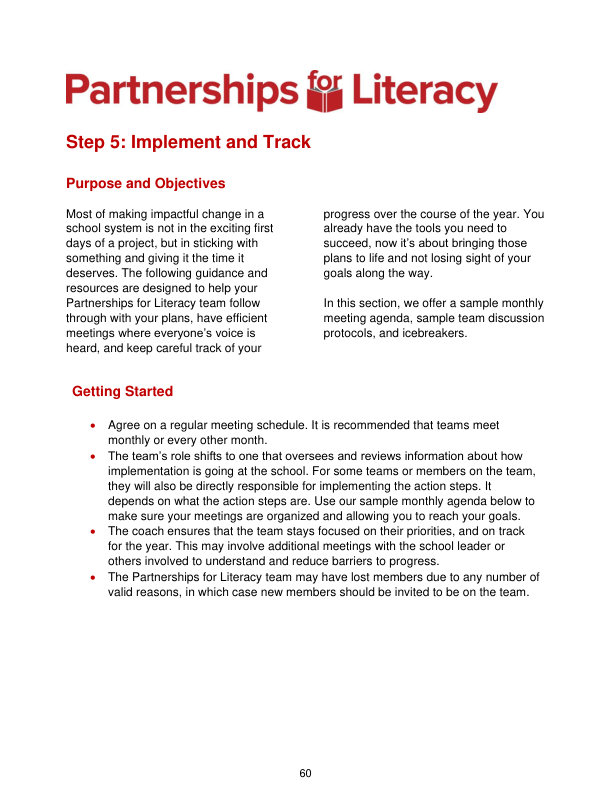 Partnerships for Literacy
Step 5: Implement and Track
Purpose and Objectives
Most of making impactful change in a
school system is not in the exciting first
days of a project, but in sticking with
something and giving it the time it
deserves. The following guidance and
resources are designed to help your
Partnerships for Literacy team follow
through with your plans, have efficient
meetings where everyone’s voice is
heard, and keep careful track of your
progress over the course of the year. You
already have the tools you need to
succeed, now it’s about bringing those
plans to life and not losing sight of your
goals along the way.
In this section, we offer a sample monthly
meeting agenda, sample team discussion
protocols, and icebreakers.
Getting Started
• Agree on a regular meeting schedule. It is recommended that teams meet
monthly or every other month.
• The team’s role shifts to one that oversees and reviews information about how
implementation is going at the school. For some teams or members on the team,
they will also be directly responsible for implementing the action steps. It
depends on what the action steps are. Use our sample monthly agenda below to
make sure your meetings are organized and allowing you to reach your goals.
• The coach ensures that the team stays focused on their priorities, and on track
for the year. This may involve additional meetings with the school leader or
others involved to understand and reduce barriers to progress.
• The Partnerships for Literacy team may have lost members due to any number of
valid reasons, in which case new members should be invited to be on the team.
60